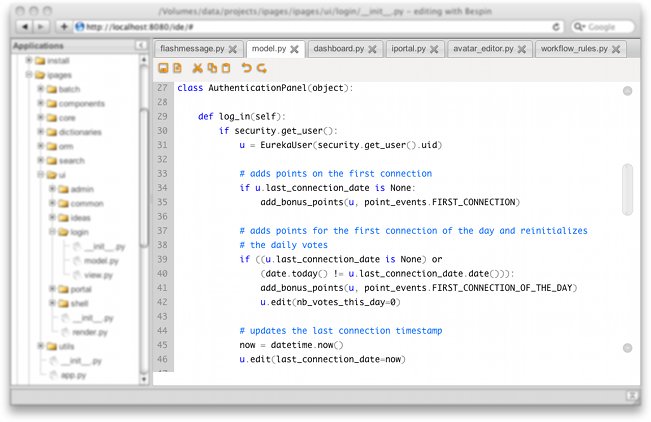 /Volumes/data/projects/ipages/ipages/ui/login/__init__.py – editing with Bespin
http://localhost:8080/ide/#
Google
Applications
flashmessage.py
model.py
dashboard.py
iportal.py
avatar_editor.py
workflow_rules.py
install
ipages
batch
components
core
dictionaries
orm
search
ui
admin
common
ideas
login
__init__.py
model.py
view.py
portal
shell
__init__.py
render.py
utils
__init__.py
app.py
27 class AuthenticationPanel(object):
28
29 def log_in(self):
30 if security.get_user():
31 u = EurekaUser(security.get_user().uid)
32
33 # adds points on the first connection
34 if u.last_connection_date is None:
35 add_bonus_points(u, point_events.FIRST_CONNECTION)
36
37 # adds points for the first connection of the day and reinitializes
38 # the daily votes
39 if ((u.last_connection_date is None) or
40 (date.today() != u.last_connection_date.date())):
41 add_bonus_points(u, point_events.FIRST_CONNECTION_OF_THE_DAY)
42 u.edit(nb_votes_this_day=0)
43
44 # updates the last connection timestamp
45 now = datetime.now()
46 u.edit(last_connection_date=now)